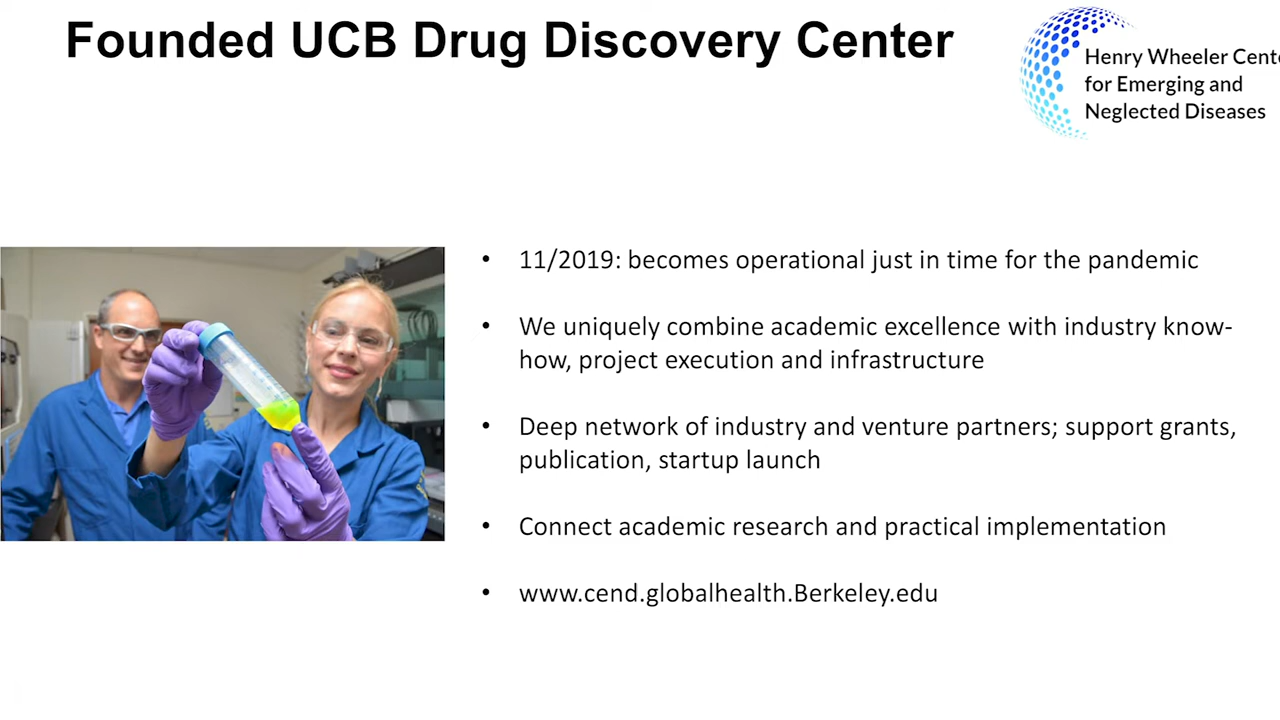 Founded UCB Drug Discovery Center
Henry Wheeler Cente
for Emerging and
Neglected Diseases
• 11/2019: becomes operational just in time for the pandemic
• We uniquely combine academic excellence with industry know-
how, project execution and infrastructure
• Deep network of industry and venture partners; support grants,
publication, startup launch
• Connect academic research and practical implementation
• www.cend.globalhealth.Berkeley.edu